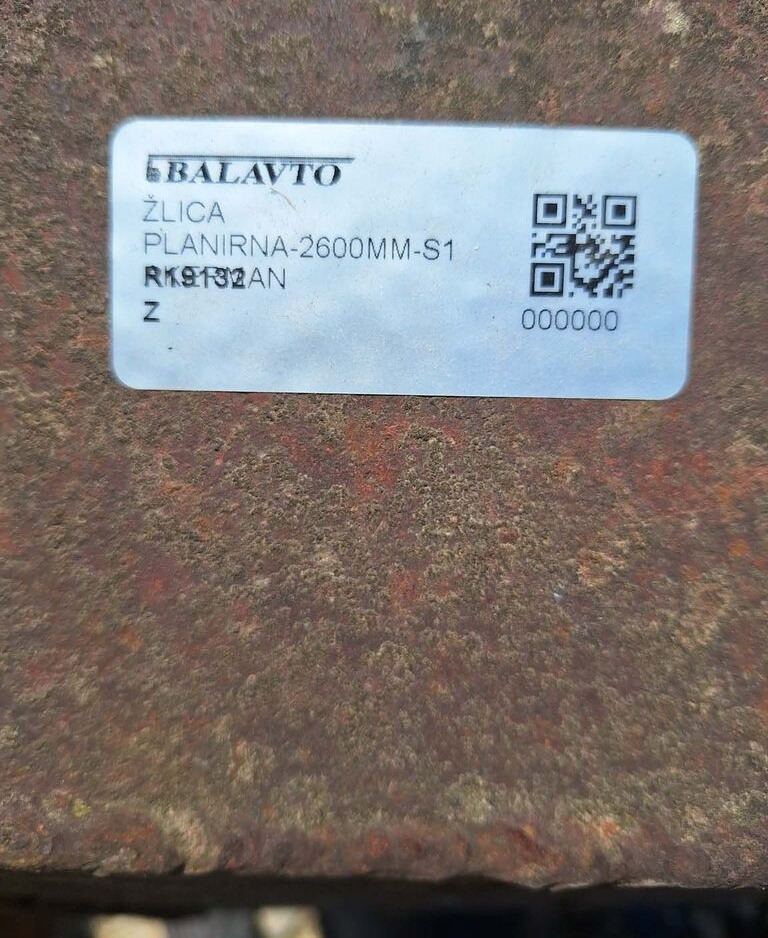 BALAVTO
ŽLICA
PLANIRNA-2600MM-S1
Z
000000